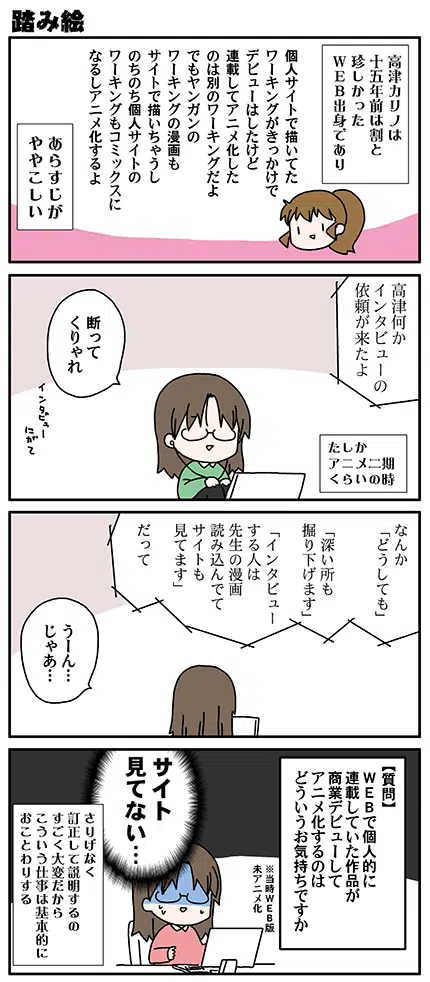 踏み絵
高津カリノは
十五年前は割と
珍しかった
WEB出身であり
個人サイトで描いてた
ワーキングがきっかけで
デビューはしたけど
連載してアニメ化した
のは別のワーキングだよ
でもヤンガンの
ワーキングの漫画も
サイトで描いちゃうし
のちのち個人サイトの
ワーキングもコミックスに
なるしアニメ化するよ
あらすじが
ややこしい
高津何か
インタビューの
依頼が来たよ
たしか
アニメ二期
くらいの時
断って
くりゃれ
インタビュー
にがて
なんか
「どうしても」
「深い所も
掘り下げます」
「インタビュー
する人は
先生の漫画
読み込んでて
サイトも
見てます」
だって
うーん…
じゃあ…
【質問】
WEBで個人的に
連載していた作品が
商業デビューして
アニメ化するのは
どういうお気持ちですか
※当時WEB版
未アニメ化
サイト
見てない…
さりげなく
訂正して説明するの
すごく大変だから
こういう仕事は基本的に
おことわりする